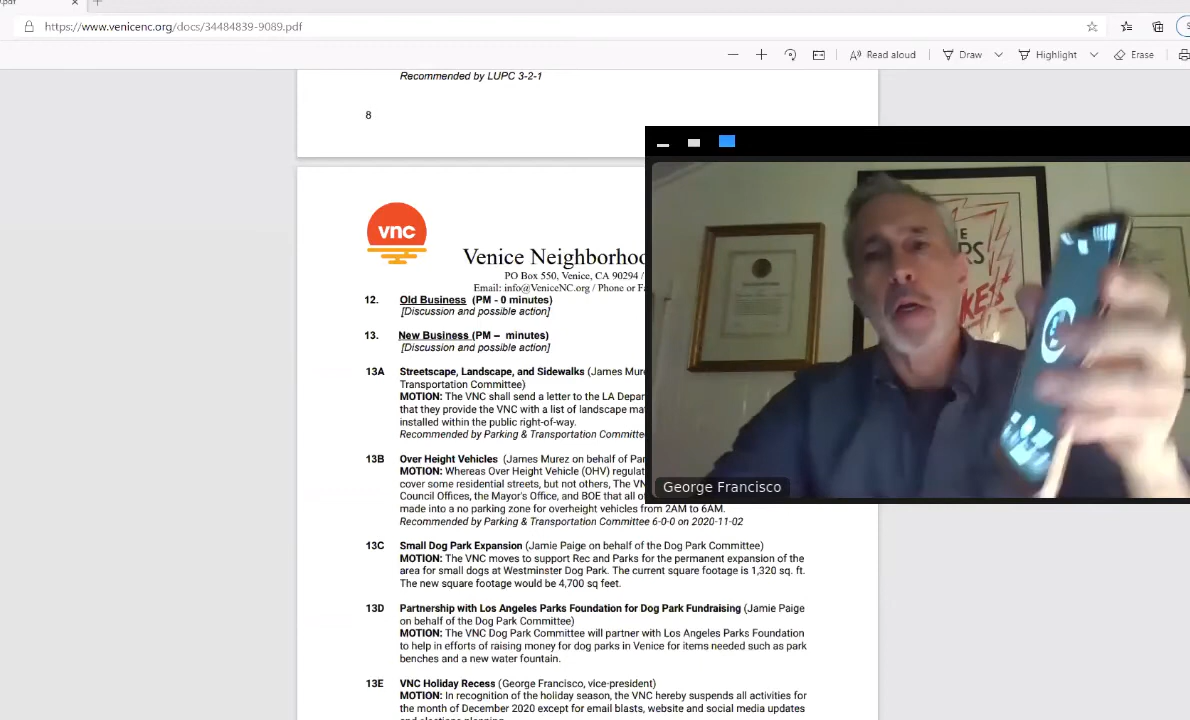 .pdf
https://www.venicenc.org/docs/34484839-9089.pdf
Read aloud
Draw
Highlight
Erase
Recommended by LUPC 3-2-1
8
vnc
Venice Neighborhoo
PO Box 550, Venice, CA 90294 /
Email: info@VeniceNC.org / Phone or Fa
12. Old Business (PM - 0 minutes)
[Discussion and possible action]
13. New Business (PM – minutes)
[Discussion and possible action]
13A Streetscape, Landscape, and Sidewalks (James Mure
Transportation Committee)
MOTION: The VNC shall send a letter to the LA Depar
that they provide the VNC with a list of landscape ma
installed within the public right-of-way.
Recommended by Parking & Transportation Committee
13B Over Height Vehicles (James Murez on behalf of Par
MOTION: Whereas Over Height Vehicle (OHV) regulat
cover some residential streets, but not others, The VN
Council Offices, the Mayor's Office, and BOE that all o
made into a no parking zone for overheight vehicles from 2AM to 6AM.
Recommended by Parking & Transportation Committee 6-0-0 on 2020-11-02
13C Small Dog Park Expansion (Jamie Paige on behalf of the Dog Park Committee)
MOTION: The VNC moves to support Rec and Parks for the permanent expansion of the
area for small dogs at Westminster Dog Park. The current square footage is 1,320 sq. ft.
The new square footage would be 4,700 sq feet.
13D Partnership with Los Angeles Parks Foundation for Dog Park Fundraising (Jamie Paige
on behalf of the Dog Park Committee)
MOTION: The VNC Dog Park Committee will partner with Los Angeles Parks Foundation
to help in efforts of raising money for dog parks in Venice for items needed such as park
benches and a new water fountain.
13E VNC Holiday Recess (George Francisco, vice-president)
MOTION: In recognition of the holiday season, the VNC hereby suspends all activities for
the month of December 2020 except for email blasts, website and social media updates
and elections planning.
George Francisco